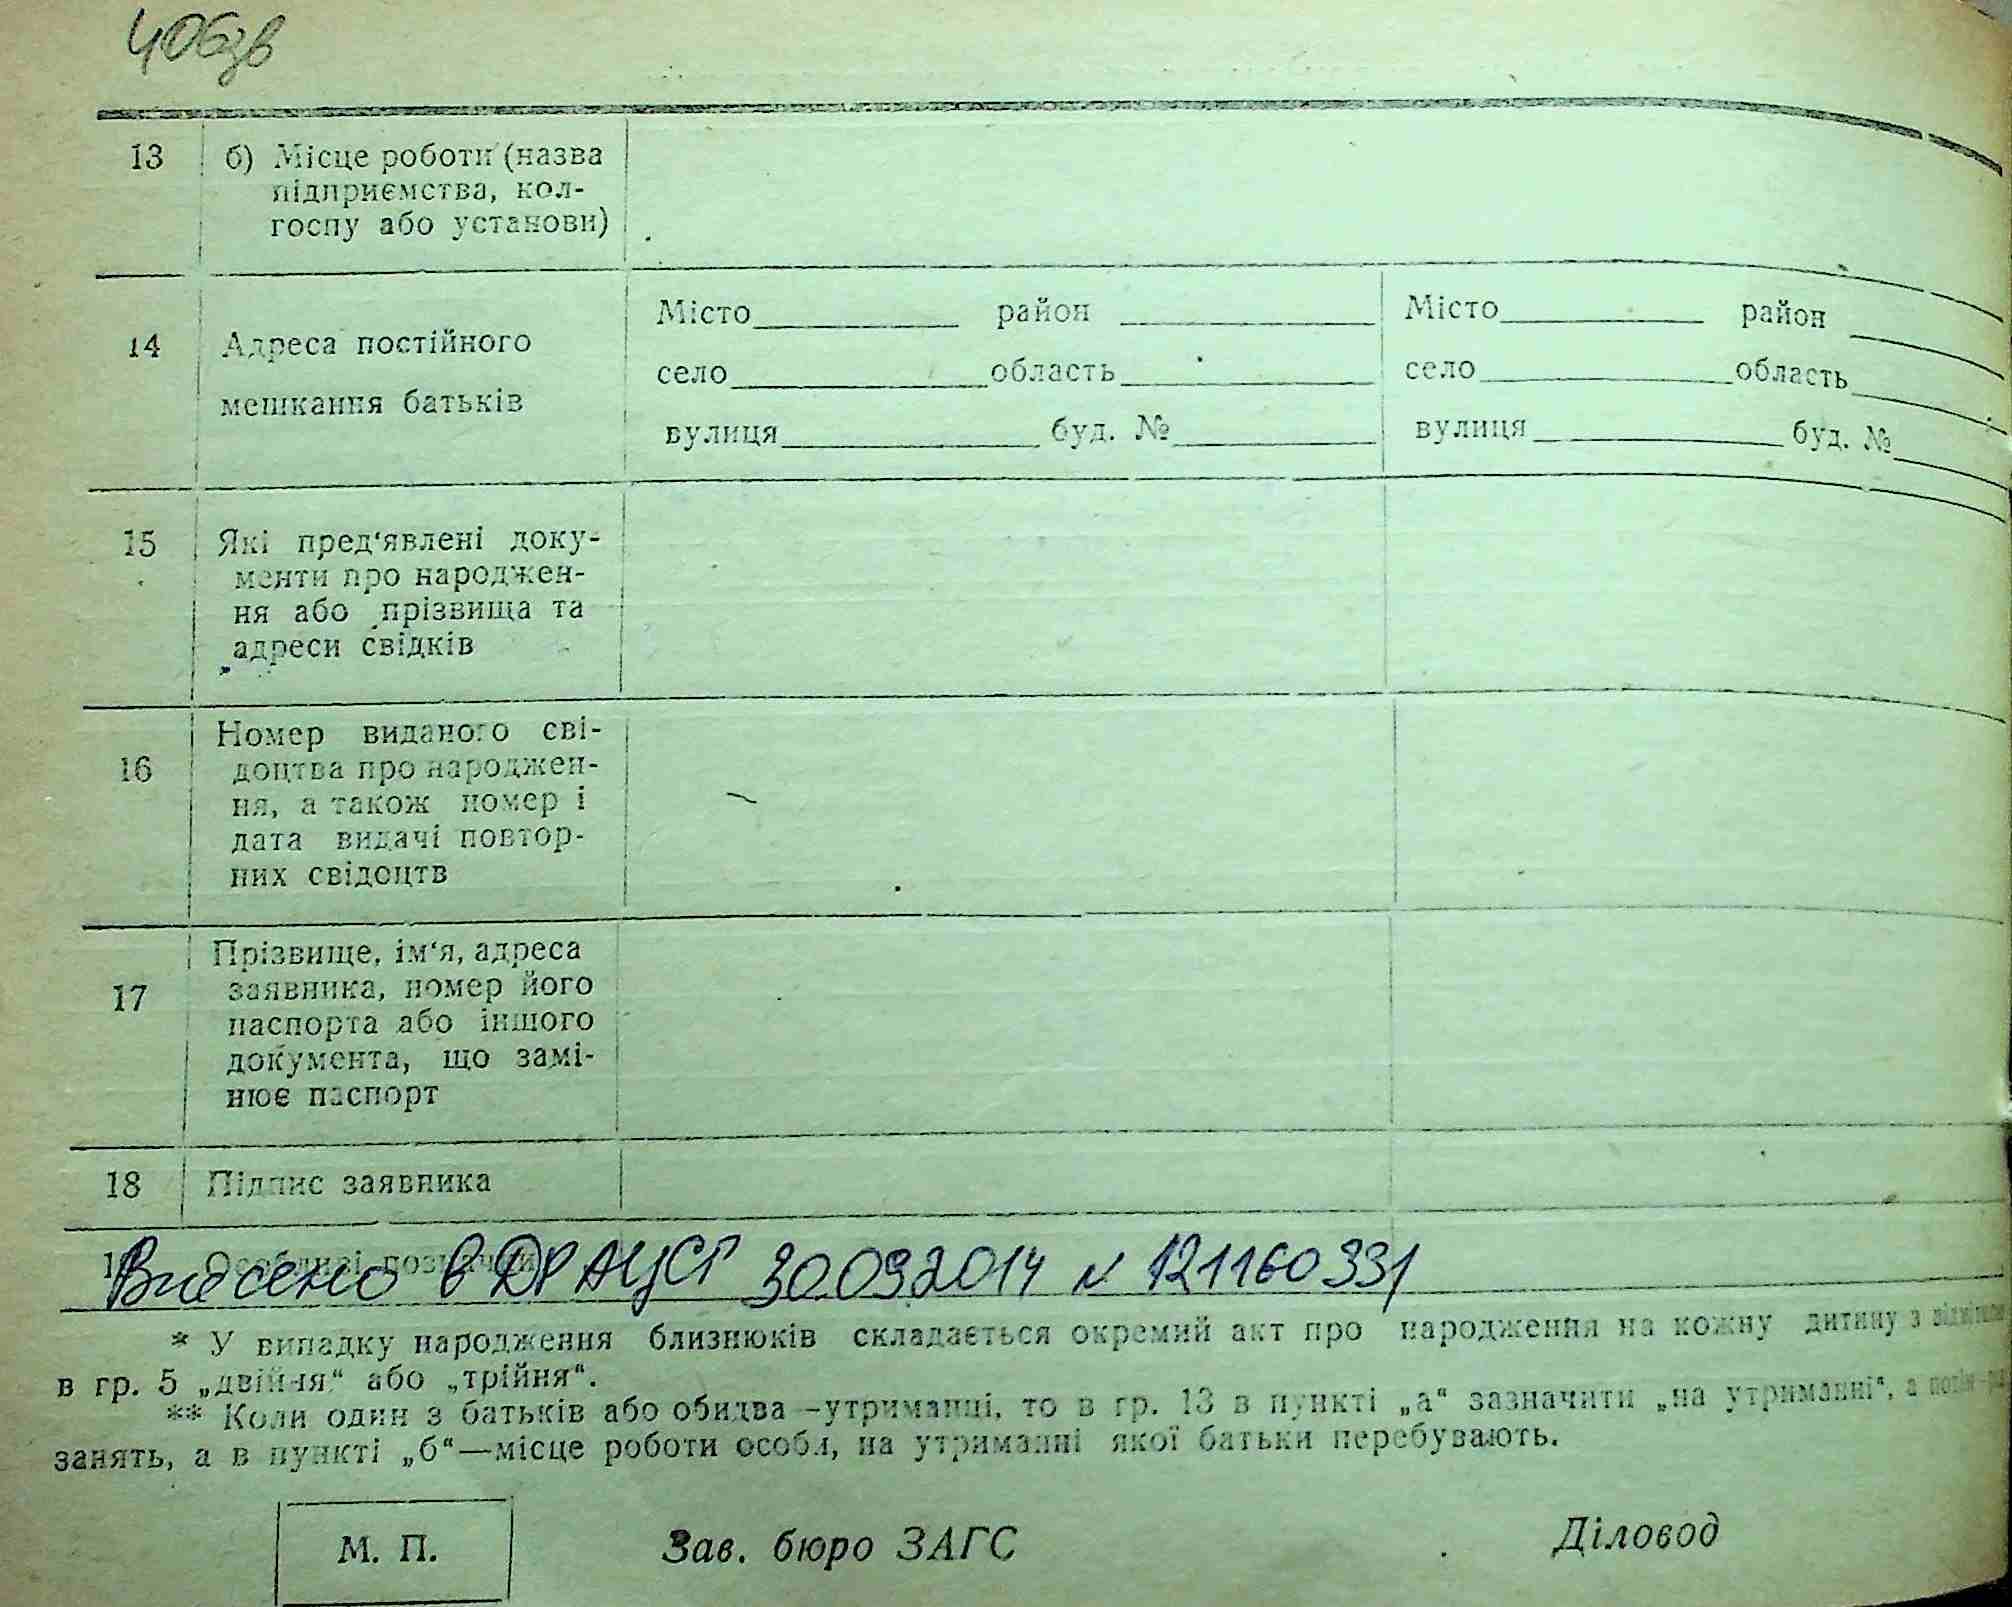 406зв
13 б) Місце роботи (назва
підприємства, кол-
госпу або установи)
14 Адреса постійного
мешкання батьків
Місто район Місто район
село область село область
вулиця буд. № вулиця буд. №
15 Які пред'явлені доку-
менти про народжен-
ня або прізвища та
адреси свідків
16 Номер виданого сві-
доцтва про народжен-
ня, а також номер і
дата видачі повтор-
них свідоцтв
17 Прізвище, ім'я, адреса
заявника, номер його
паспорта або іншого
документа, що замі-
нює паспорт
18 Підпис заявника
Особливі позначки
Внесено в ДРАЦСГ 30092014 № 121160331
* У випадку народження близнюків складається окремий акт про народження на кожну дитину з
в гр. 5 „двійня“ або „трійня“.
** Коли один з батьків або обидва –утриманці, то в гр. 13 в пункті „а“ зазначити „на утриманні“, а
занять, а в пункті „б“—місце роботи особи, на утриманні якої батьки перебувають.
М. П. Зав. бюро ЗАГС Діловод